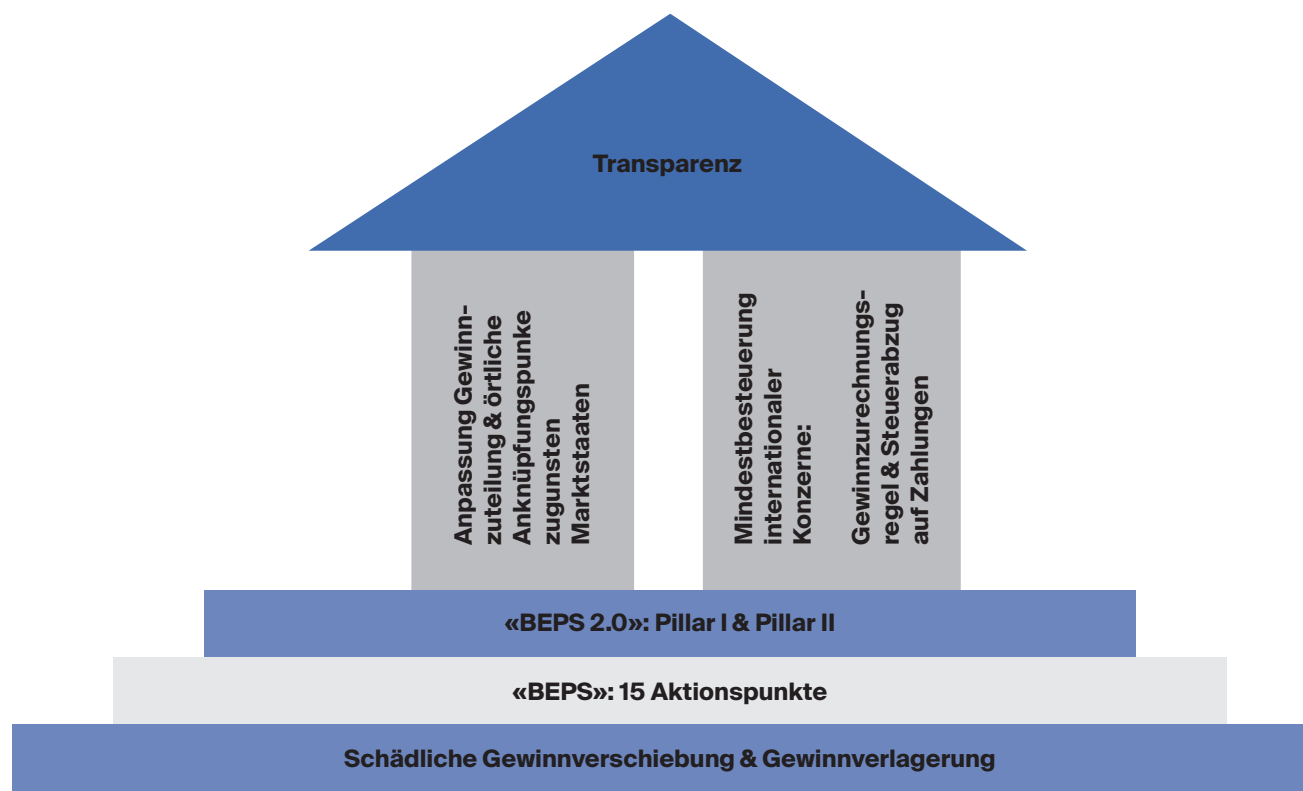 Transparenz
Anpassung Gewinn-
zuteilung & örtliche
Anknüpfungspunke
zugunsten
Marktstaaten
Mindestbesteuerung
internationaler
Konzerne:
Gewinnzurechnungs-
regel & Steuerabzug
auf Zahlungen
«BEPS 2.0»: Pillar I & Pillar II
«BEPS»: 15 Aktionspunkte
Schädliche Gewinnverschiebung & Gewinnverlagerung